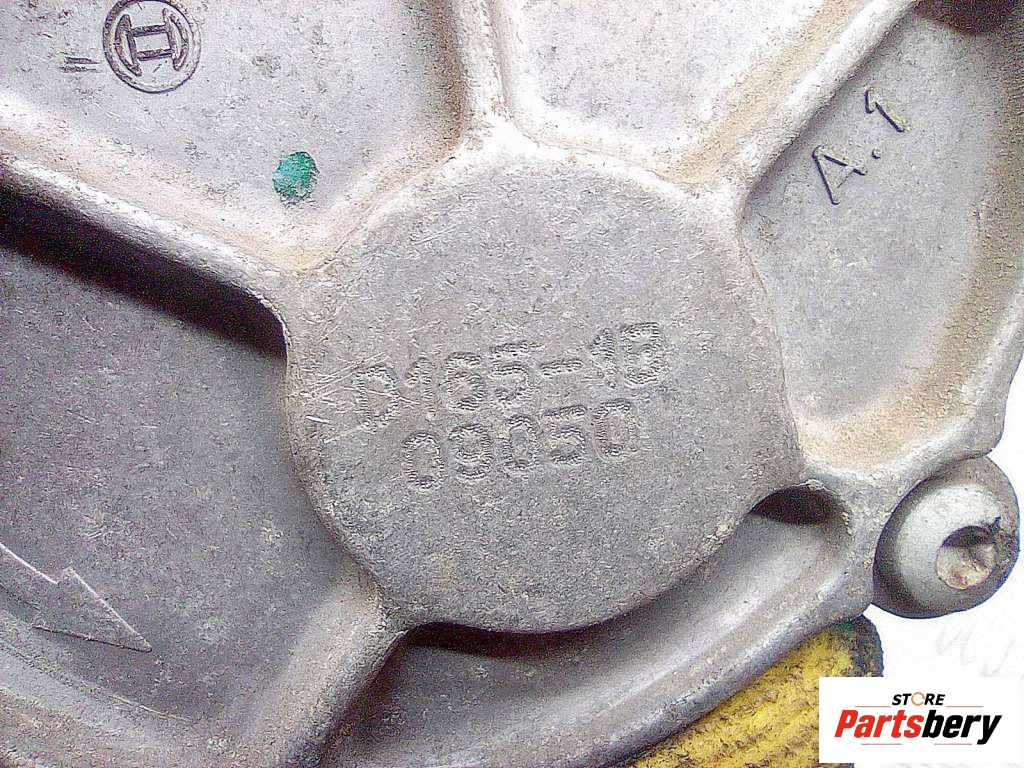 A.1
D165-1B
09050
STORE
Partsbery